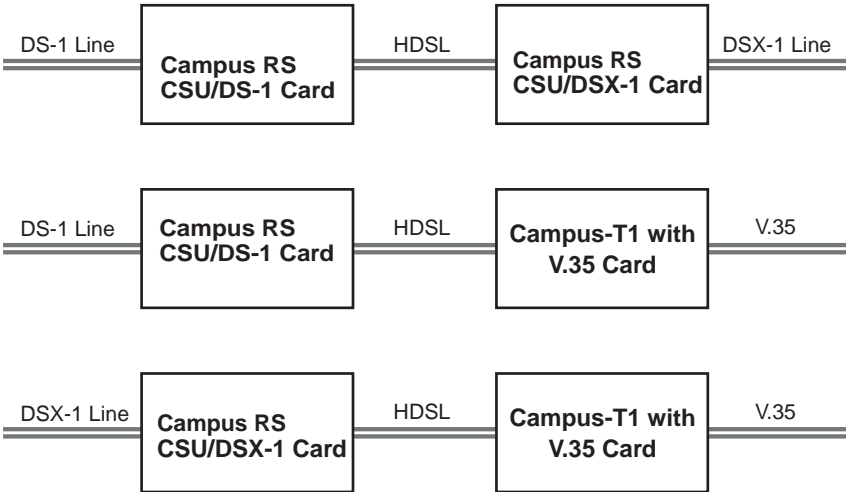 DS-1 Line
Campus RS
CSU/DS-1 Card
HDSL
Campus RS
CSU/DSX-1 Card
DSX-1 Line
DS-1 Line
Campus RS
CSU/DS-1 Card
HDSL
Campus-T1 with
V.35 Card
V.35
DSX-1 Line
Campus RS
CSU/DSX-1 Card
HDSL
Campus-T1 with
V.35 Card
V.35